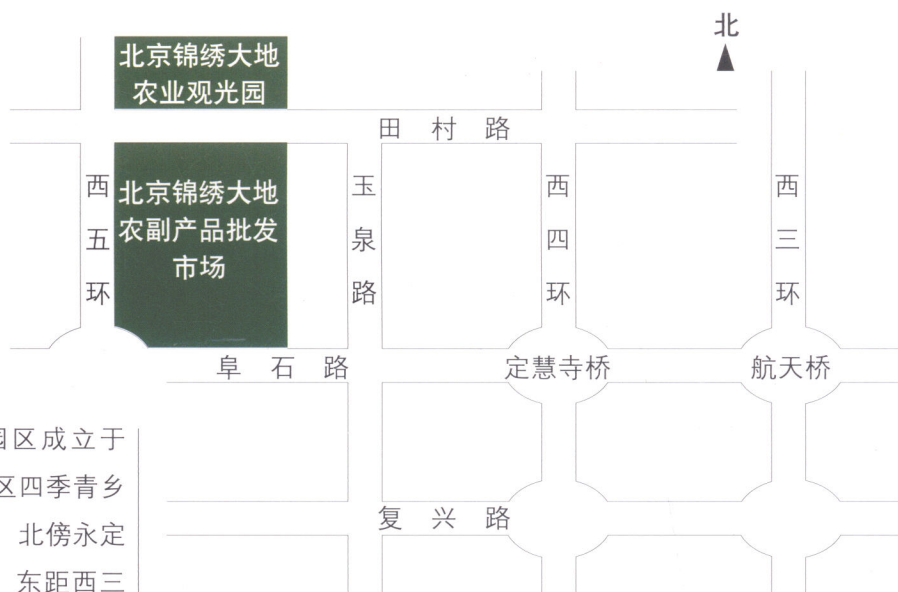 北
北京锦绣大地
农业观光园
田村路
西五环
北京锦绣大地
农副产品批发
市场
玉泉路
西四环
西三环
阜石路
定慧寺桥
航天桥
园区成立于
区四季青乡
北傍永定
东距西三
复兴路